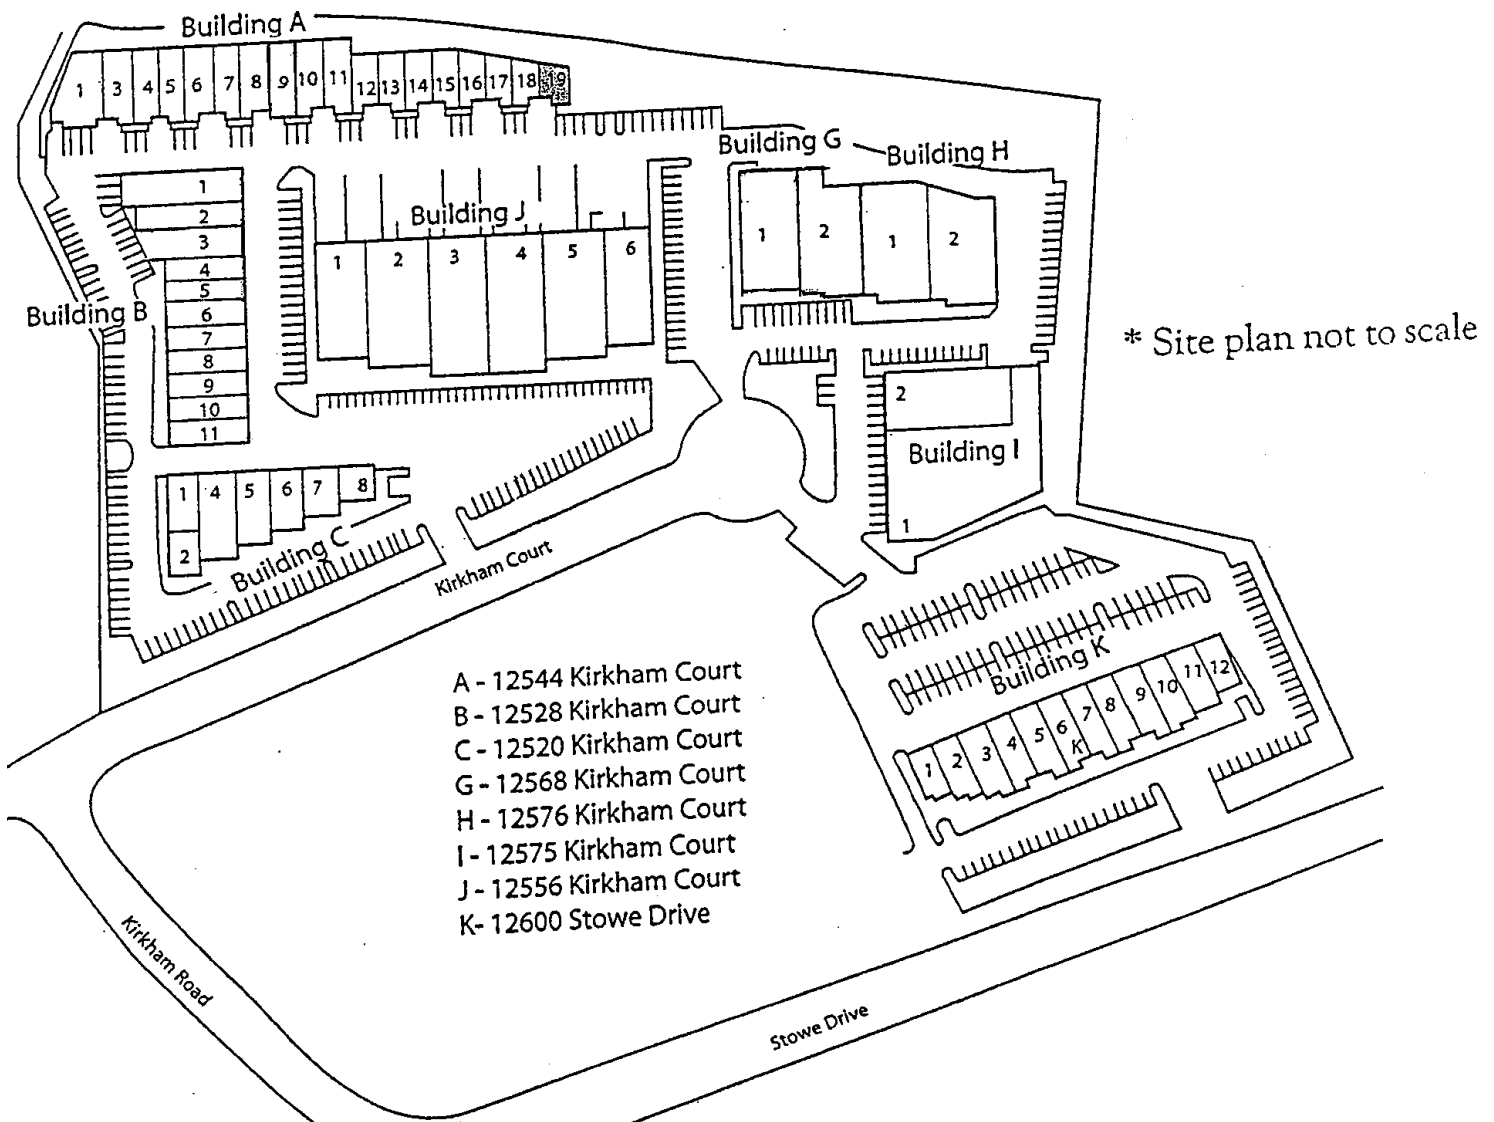 Building A
1 3 4 5 6 7 8 9 10 11 12 13 14 15 16 17 18 19
Building G
Building H
1
2
3
4
5
6
7
8
9
10
11
Building B
Building J
1 2 3 4 5 6
1 2 1 2
* Site plan not to scale
2
Building I
1
1 4 5 6 7 8
2
Building C
Kirkham Court
Building K
1 2 3 4 5 6 7 8 9 10 11 12
K
A - 12544 Kirkham Court
B - 12528 Kirkham Court
C - 12520 Kirkham Court
G - 12568 Kirkham Court
H - 12576 Kirkham Court
I - 12575 Kirkham Court
J - 12556 Kirkham Court
K- 12600 Stowe Drive
Kirkham Road
Stowe Drive